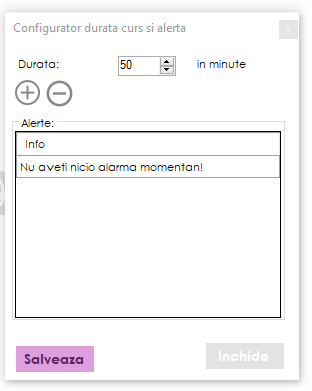 Configurator durata curs si alerta
x
Durata: 50 in minute
Alerte:
Info
Nu aveti nicio alarma momentan!
Salveaza Inchide